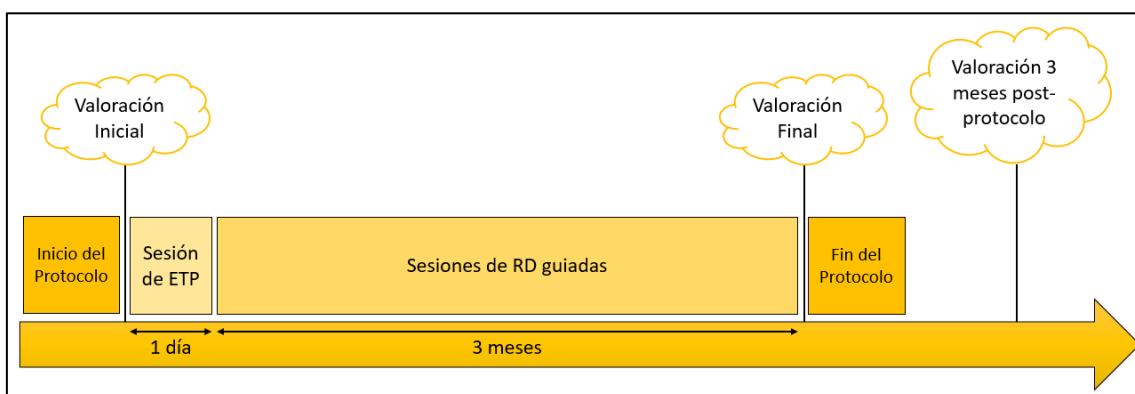 Valoración
Inicial
Valoración
Final
Valoración 3
meses post-
protocolo
Inicio del
Protocolo
Sesión
de ETP
Sesiones de RD guiadas
Fin del
Protocolo
1 día
3 meses